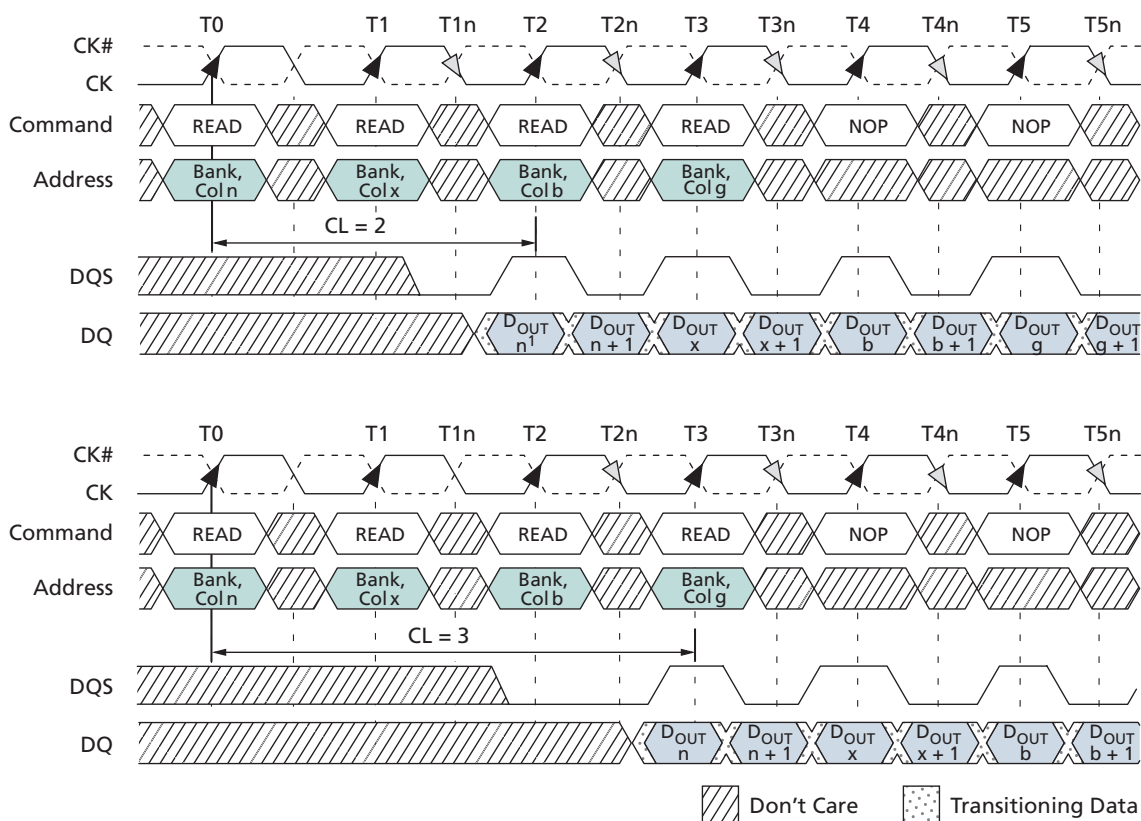 T0 T1 T1n T2 T2n T3 T3n T4 T4n T5 T5n
CK#
CK
Command READ READ READ READ NOP NOP
Address Bank, Col n Bank, Col x Bank, Col b Bank, Col g
CL = 2
DQS
DQ DOUT n1 DOUT n + 1 DOUT x DOUT x + 1 DOUT b DOUT b + 1 DOUT g DOUT g + 1
T0 T1 T1n T2 T2n T3 T3n T4 T4n T5 T5n
CK#
CK
Command READ READ READ READ NOP NOP
Address Bank, Col n Bank, Col x Bank, Col b Bank, Col g
CL = 3
DQS
DQ DOUT n DOUT n + 1 DOUT x DOUT x + 1 DOUT b DOUT b + 1
Don't Care Transitioning Data